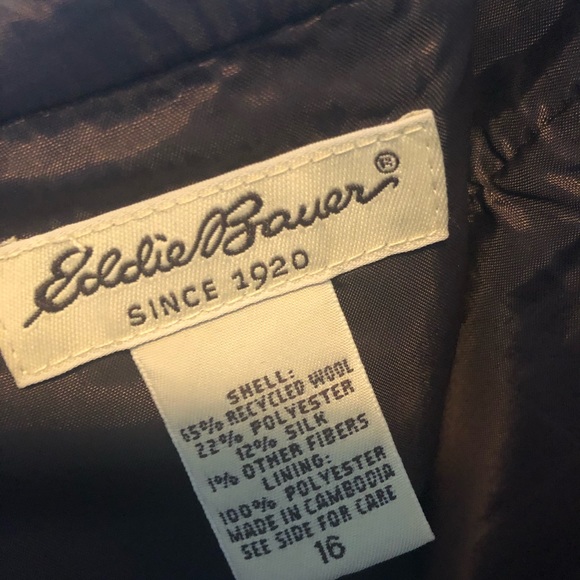 Eddie Bauer®
SINCE 1920
SHELL:
65% RECYCLED WOOL
22% POLYESTER
12% SILK
1% OTHER FIBERS
LINING:
100% POLYESTER
MADE IN CAMBODIA
SEE SIDE FOR CARE
16